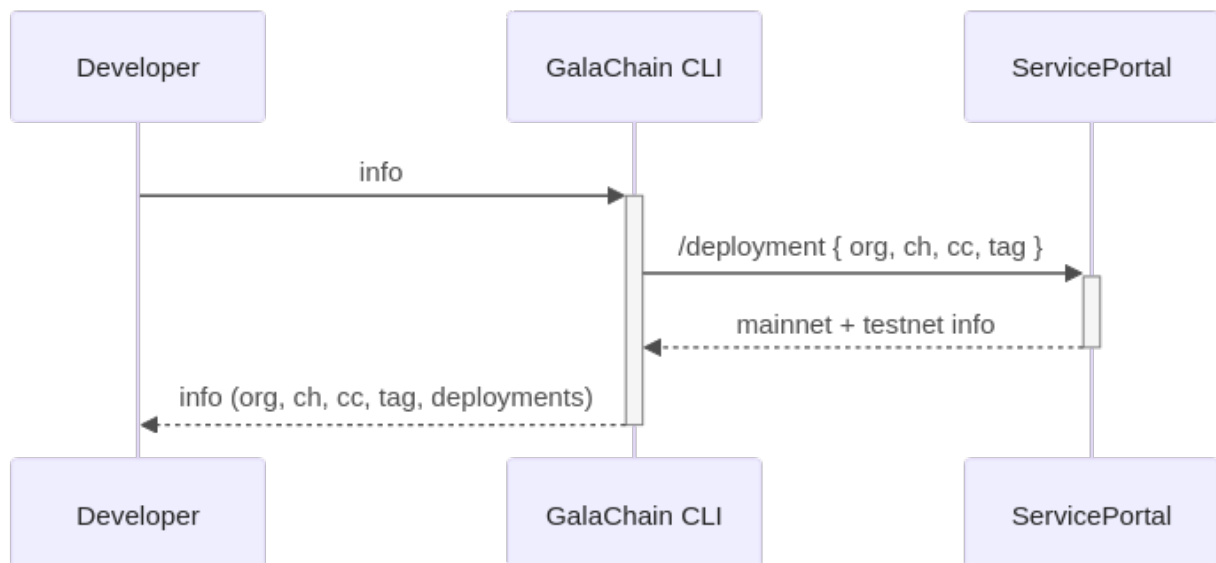 Developer
GalaChain CLI
ServicePortal
info
/deployment { org, ch, cc, tag }
mainnet + testnet info
info (org, ch, cc, tag, deployments)
Developer
GalaChain CLI
ServicePortal